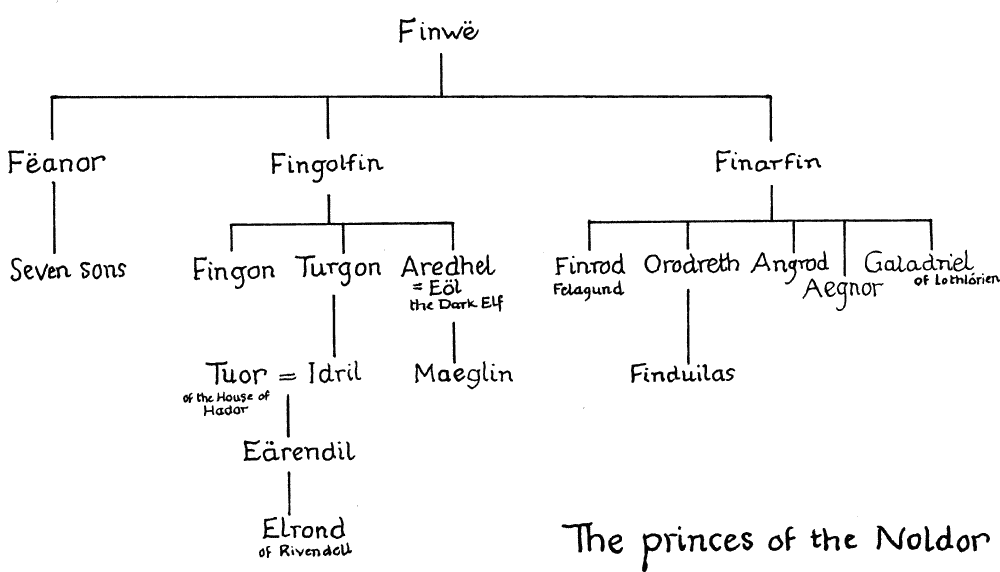 Finwë
Fëanor Fingolfin Finarfin
Seven sons Fingon Turgon Aredhel
= Eöl
the Dark Elf
Finrod
Felagund
Orodreth Angrod
Aegnor
Galadriel
of Lothlórien
Tuor = Idril
of the House of
Hador
Maeglin
Finduilas
Eärendil
Elrond
of Rivendell
The princes of the Noldor